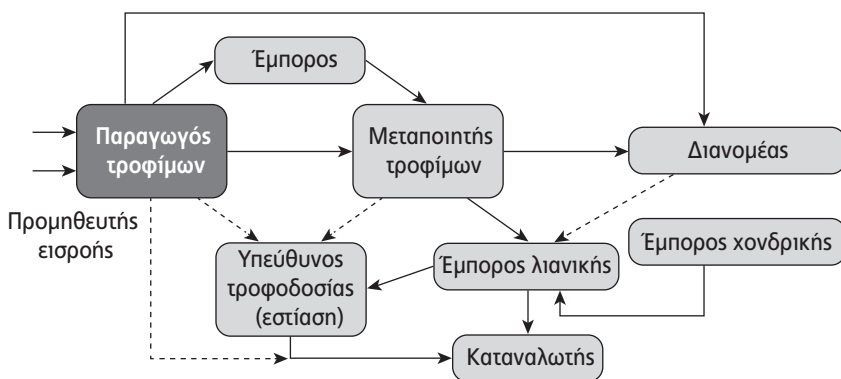 Έμπορος
Παραγωγός
τροφίμων
Μεταποιητής
τροφίμων
Διανομέας
Προμηθευτής
εισροής
Υπεύθυνος
τροφοδοσίας
(εστίαση)
Έμπορος λιανικής
Έμπορος χονδρικής
Καταναλωτής